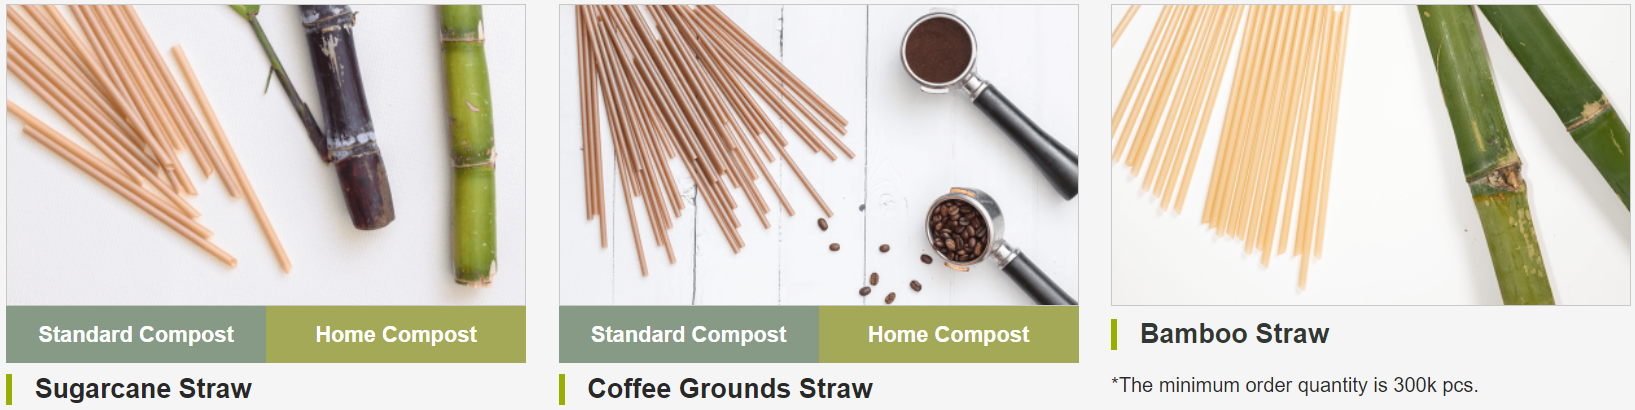 Standard Compost
Home Compost
Sugarcane Straw
Standard Compost
Home Compost
Coffee Grounds Straw
Bamboo Straw
*The minimum order quantity is 300k pcs.